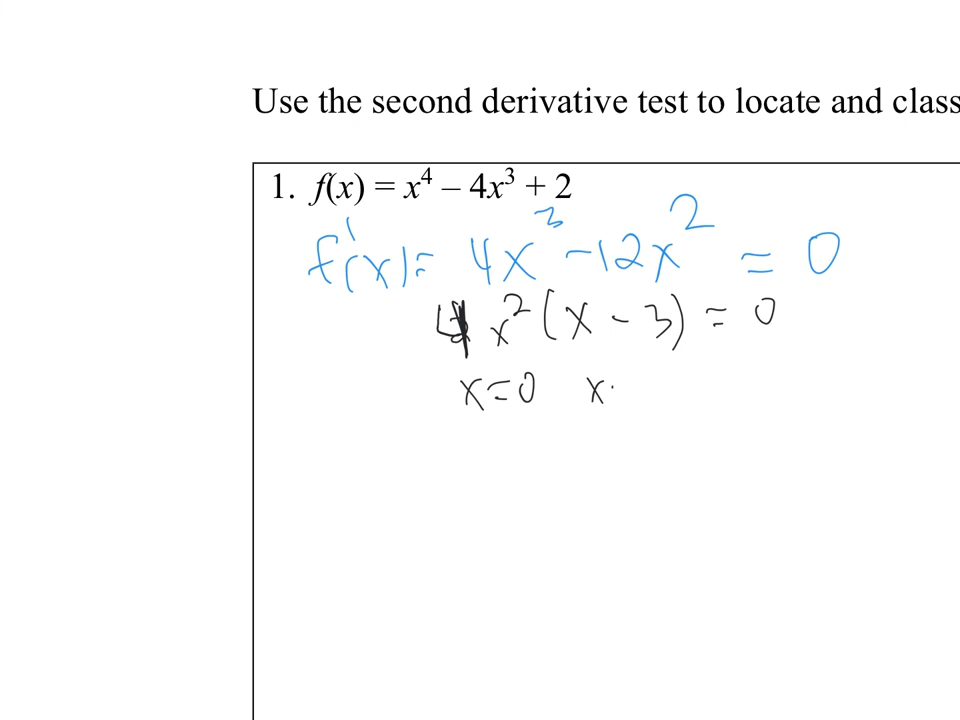 Use the second derivative test to locate and class
1. f(x) = x⁴ – 4x³ + 2
f'(x) = 4x³ - 12x² = 0
4x²(x - 3) = 0
x = 0 x